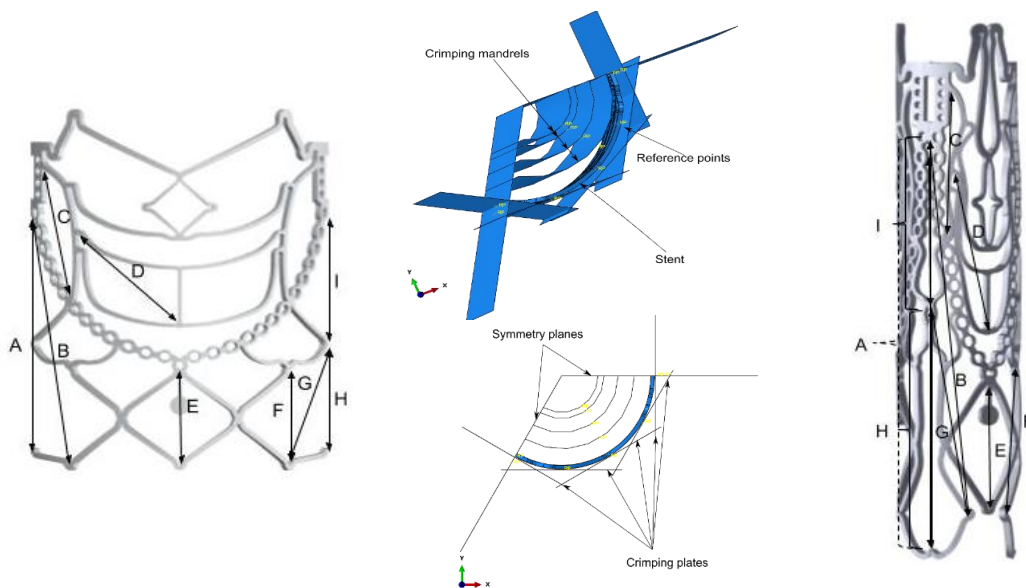 C
D
I
A
B
E
F
G
H
Crimping mandrels
Reference points
Stent
Y
X
Symmetry planes
Crimping plates
Y
X
C
I
D
A
B
H
G
E